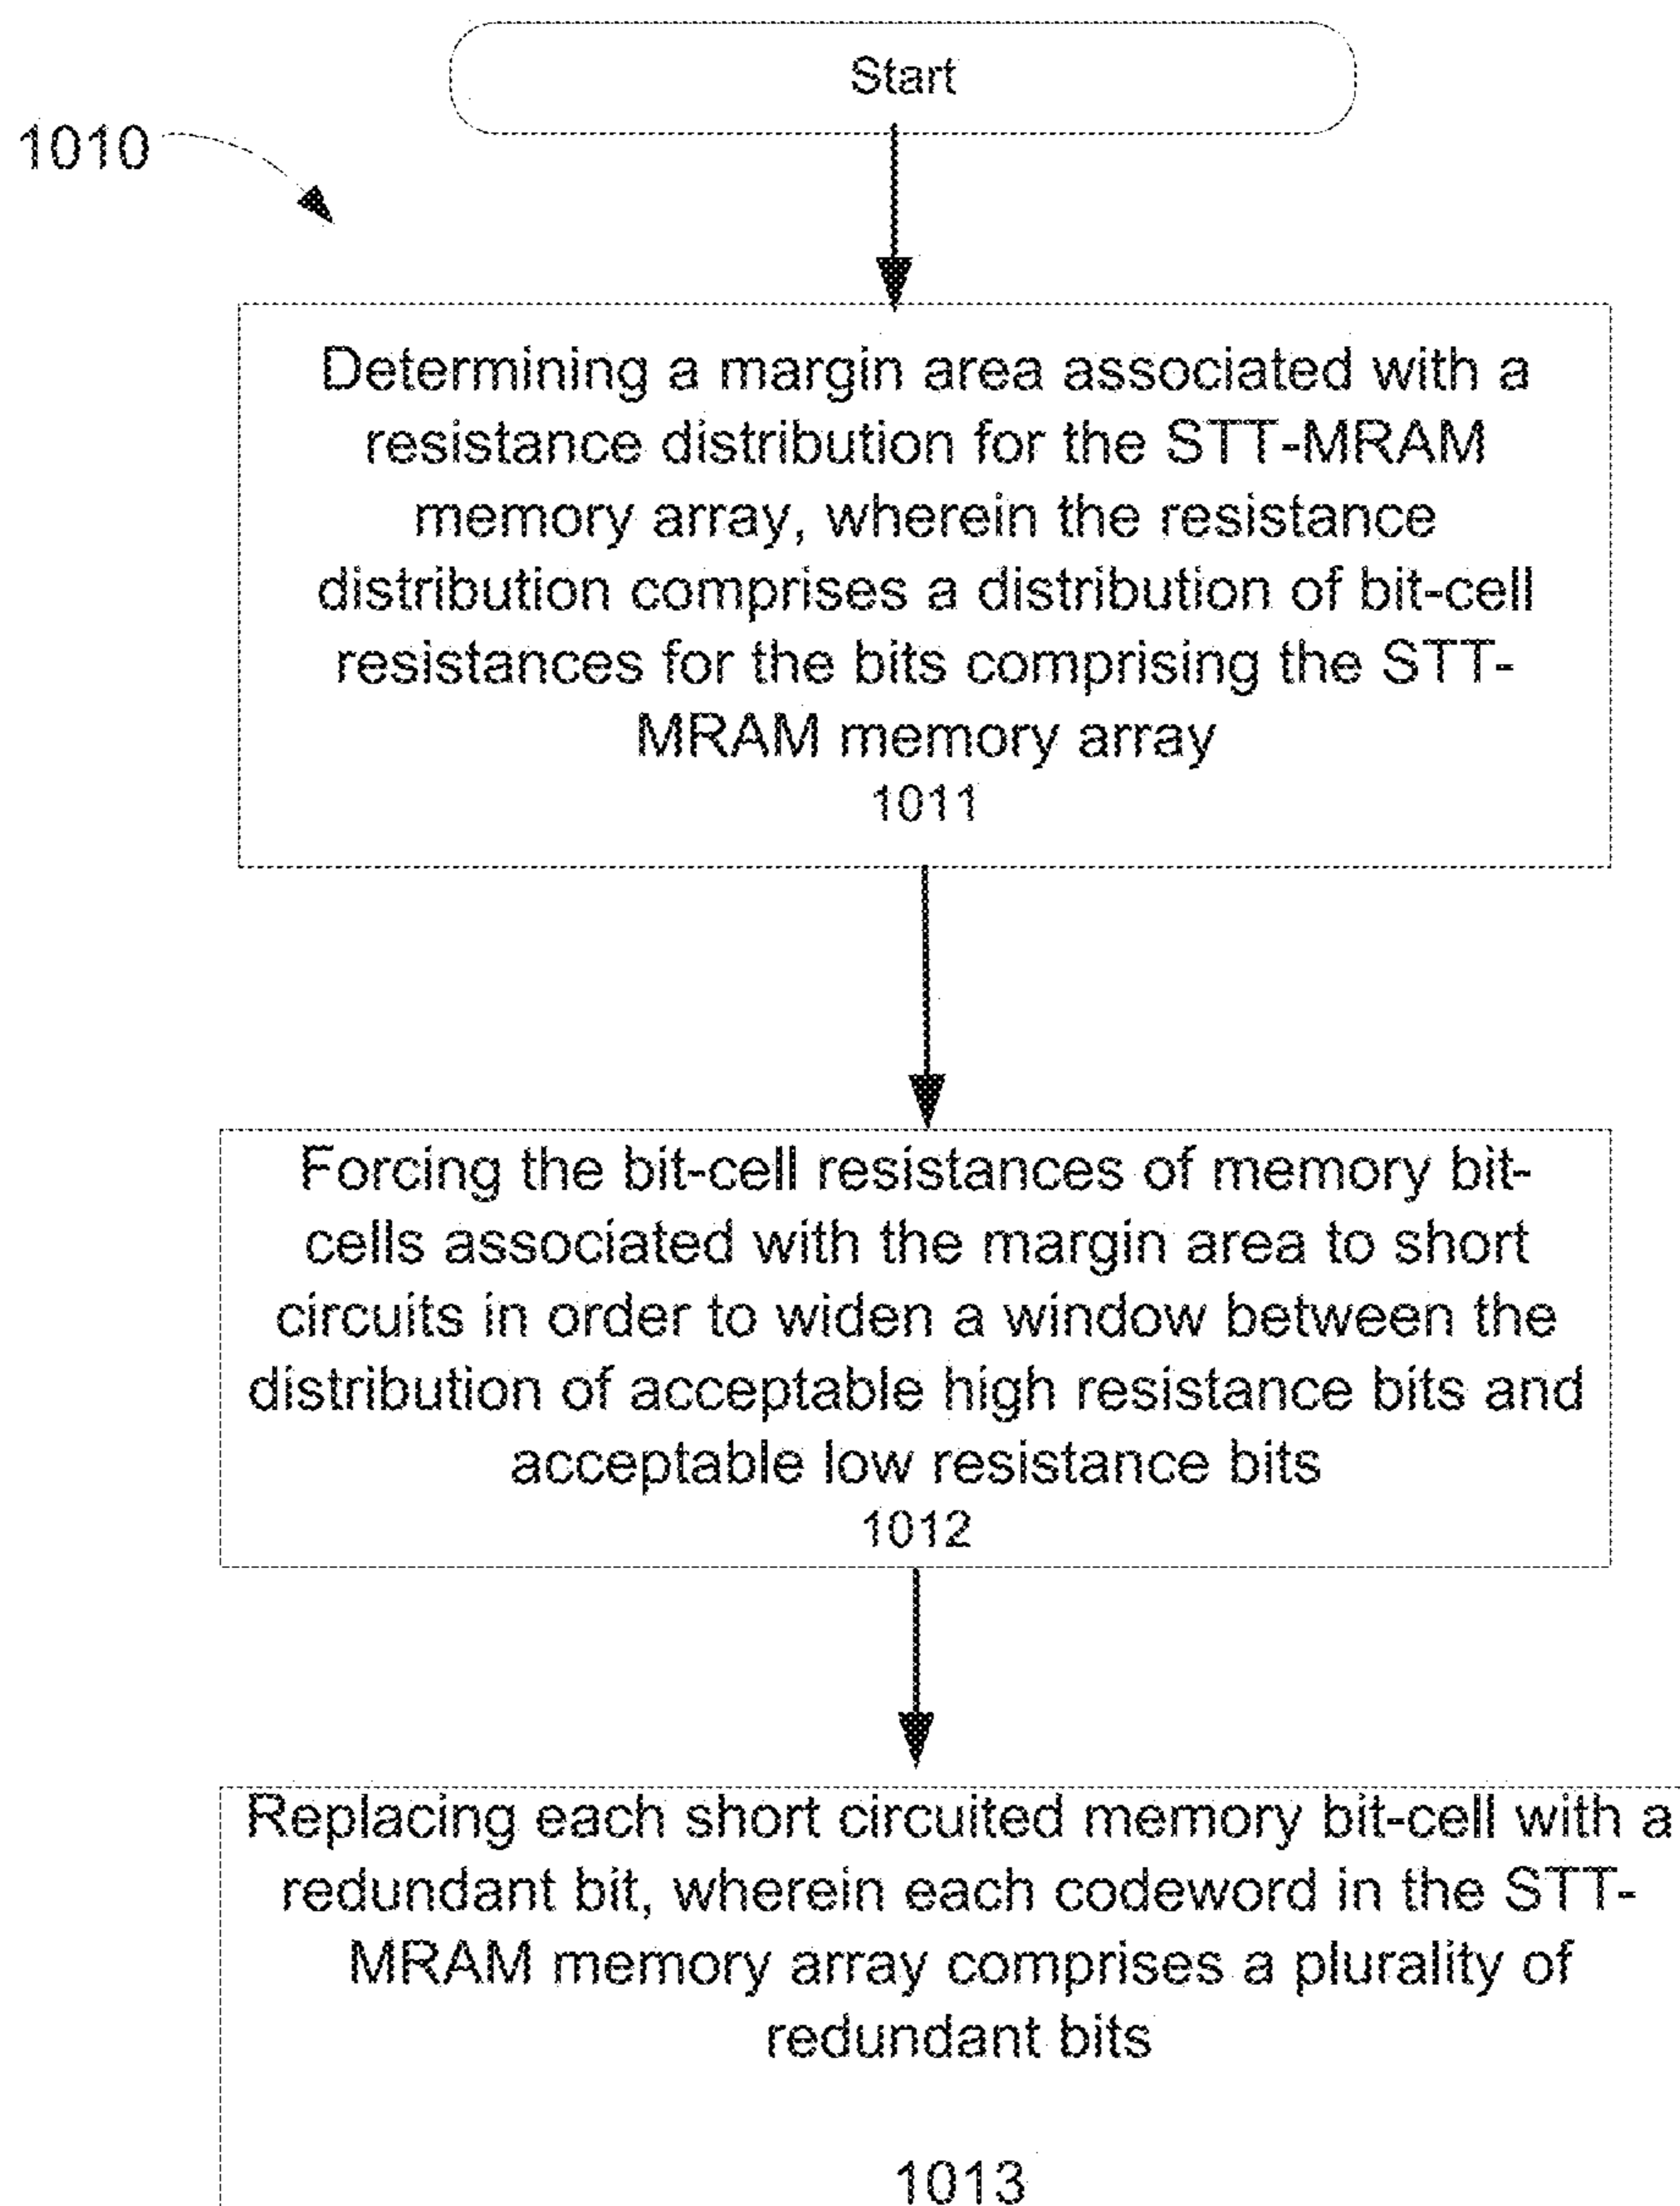 Start
1010
Determining a margin area associated with a
resistance distribution for the STT-MRAM
memory array, wherein the resistance
distribution comprises a distribution of bit-cell
resistances for the bits comprising the STT-
MRAM memory array
1011
Forcing the bit-cell resistances of memory bit-
cells associated with the margin area to short
circuits in order to widen a window between the
distribution of acceptable high resistance bits and
acceptable low resistance bits
1012
Replacing each short circuited memory bit-cell with a
redundant bit, wherein each codeword in the STT-
MRAM memory array comprises a plurality of
redundant bits
1013